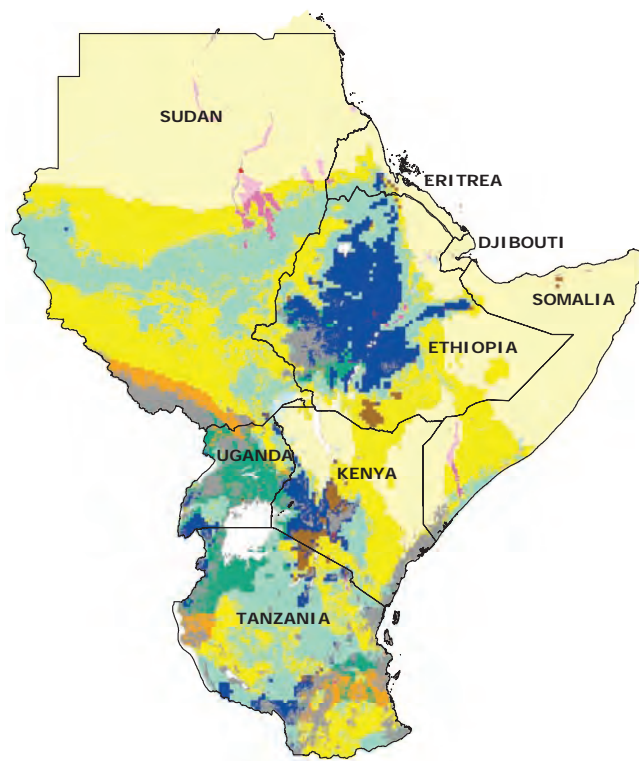 SUDAN
ERITREA
DJIBOUTI
SOMALIA
ETHIOPIA
UGANDA
KENYA
TANZANIA